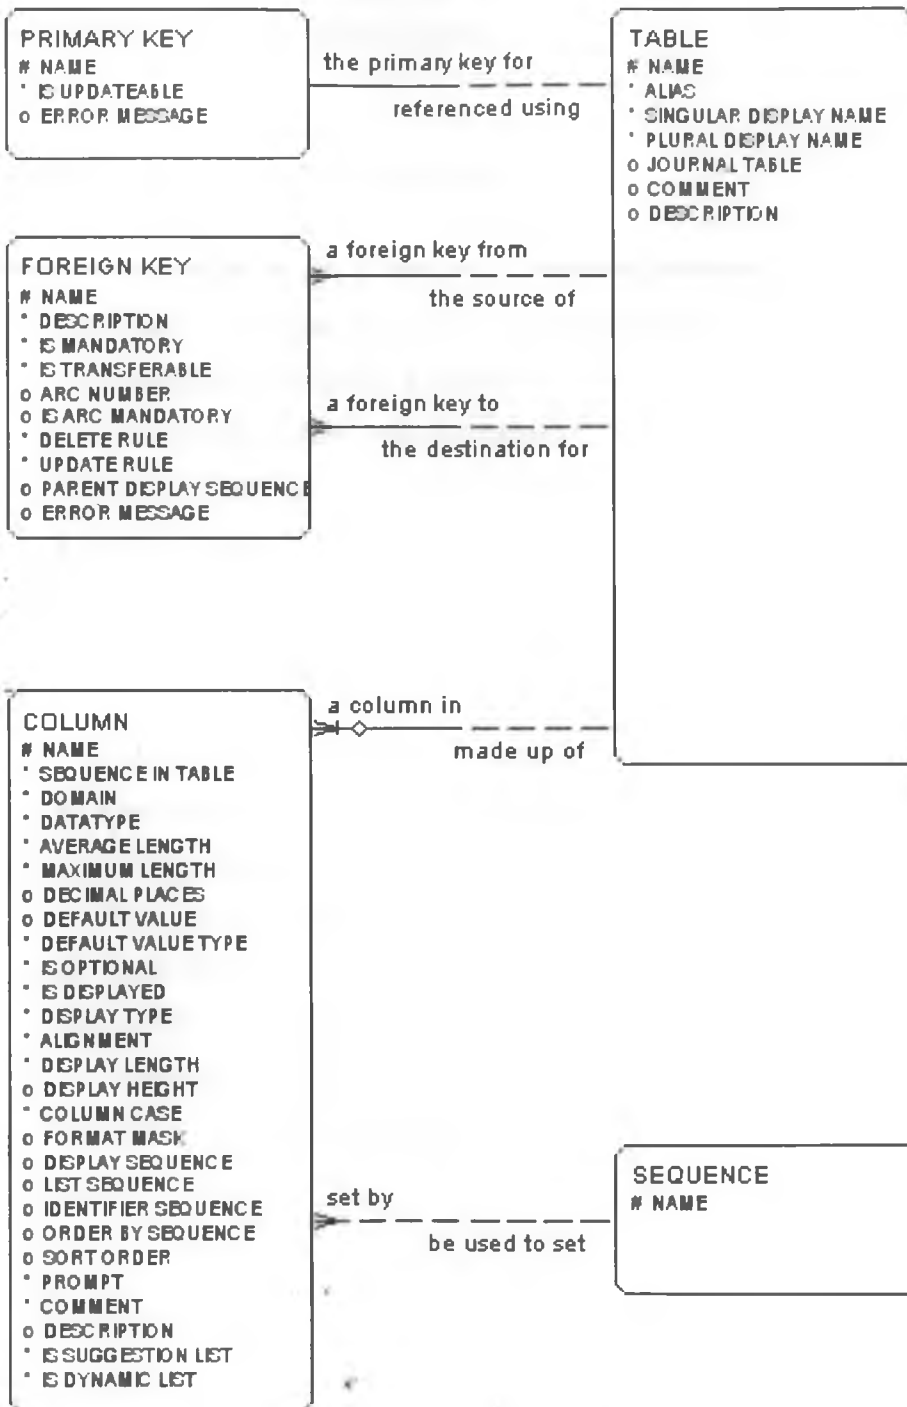 PRIMARY KEY
# NAME
* IS UPDATEABLE
o ERROR MESSAGE
the primary key for
referenced using
TABLE
# NAME
* ALIAS
* SINGULAR DISPLAY NAME
* PLURAL DISPLAY NAME
o JOURNAL TABLE
o COMMENT
o DESCRIPTION
FOREIGN KEY
# NAME
* DESCRIPTION
* IS MANDATORY
* IS TRANSFERABLE
o ARC NUMBER
o IS ARC MANDATORY
* DELETE RULE
* UPDATE RULE
o PARENT DISPLAY SEQUENCE
o ERROR MESSAGE
a foreign key from
the source of
a foreign key to
the destination for
COLUMN
# NAME
* SEQUENCE IN TABLE
* DOMAIN
* DATATYPE
* AVERAGE LENGTH
* MAXIMUM LENGTH
o DECIMAL PLACES
o DEFAULT VALUE
* DEFAULT VALUE TYPE
* IS OPTIONAL
* IS DISPLAYED
* DISPLAY TYPE
* ALIGNMENT
* DISPLAY LENGTH
o DISPLAY HEIGHT
* COLUMN CASE
o FORMAT MASK
o DISPLAY SEQUENCE
o LIST SEQUENCE
o IDENTIFIER SEQUENCE
o ORDER BY SEQUENCE
o SORT ORDER
* PROMPT
* COMMENT
o DESCRIPTION
* IS SUGGESTION LIST
* IS DYNAMIC LIST
a column in
made up of
set by
be used to set
SEQUENCE
# NAME